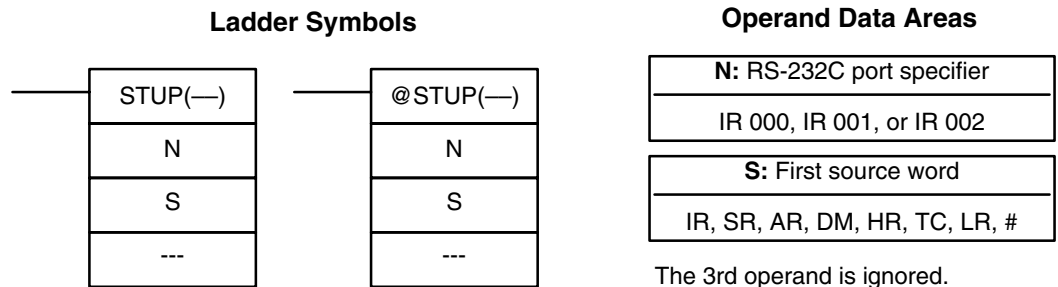 Ladder Symbols
STUP(––)
N
S
---
@STUP(––)
N
S
---
Operand Data Areas
N: RS-232C port specifier
IR 000, IR 001, or IR 002
S: First source word
IR, SR, AR, DM, HR, TC, LR, #
The 3rd operand is ignored.